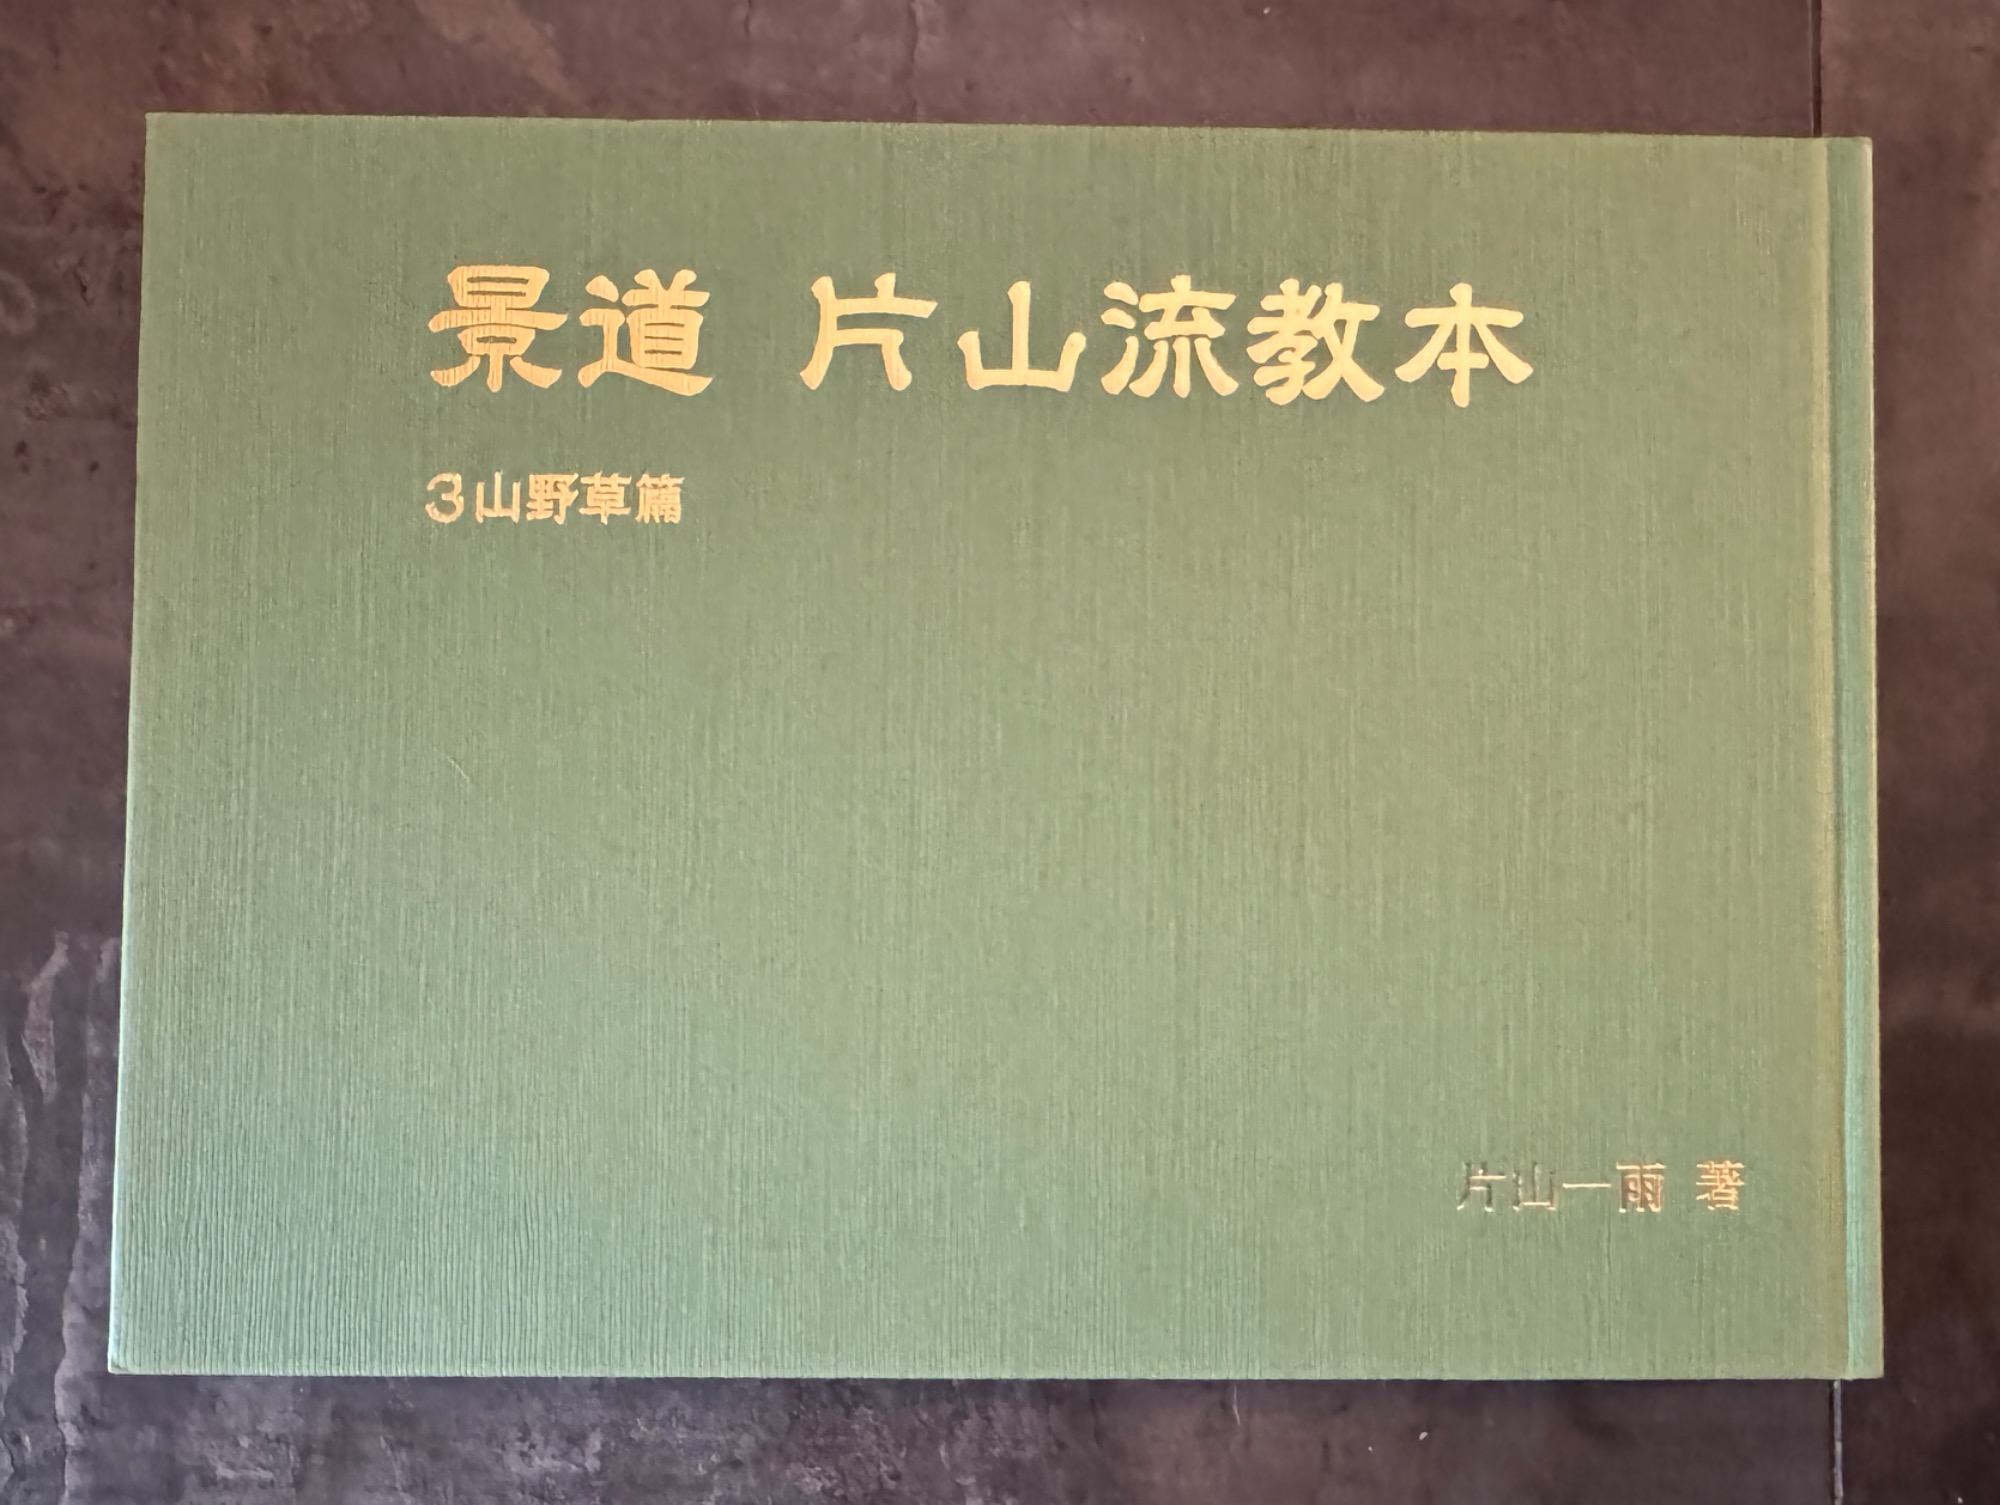 景道 片山流教本
3山野草篇
片山一雨 著